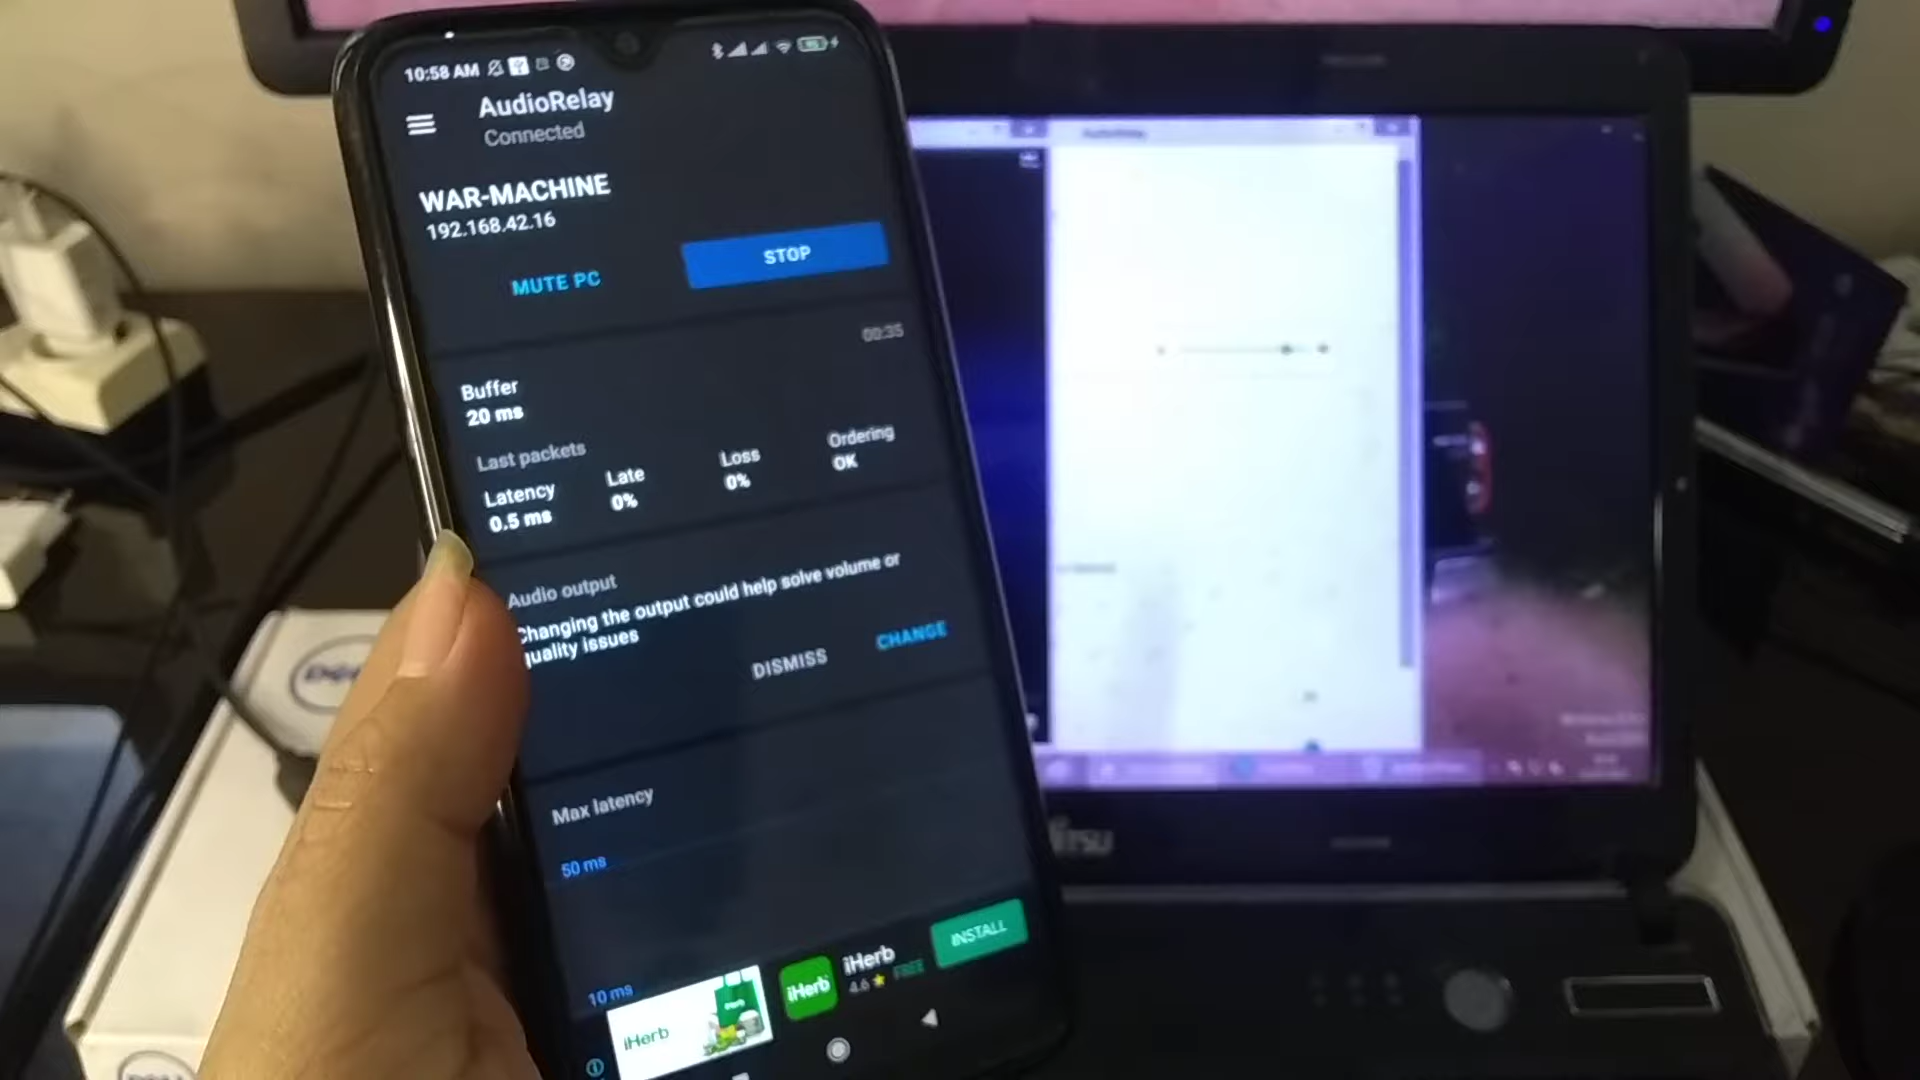 10:58 AM
AudioRelay
Connected
WAR-MACHINE
192.168.42.16
MUTE PC
STOP
00:35
Buffer
20 ms
Last packets
Latency
0.5 ms
Late
0%
Loss
0%
Ordering
OK
Audio output
Changing the output could help solve volume or
quality issues
DISMISS
CHANGE
Max latency
50 ms
10 ms
iHerb
iHerb
iHerb
4.6 ★ FREE
INSTALL
AudioRelay
DELL